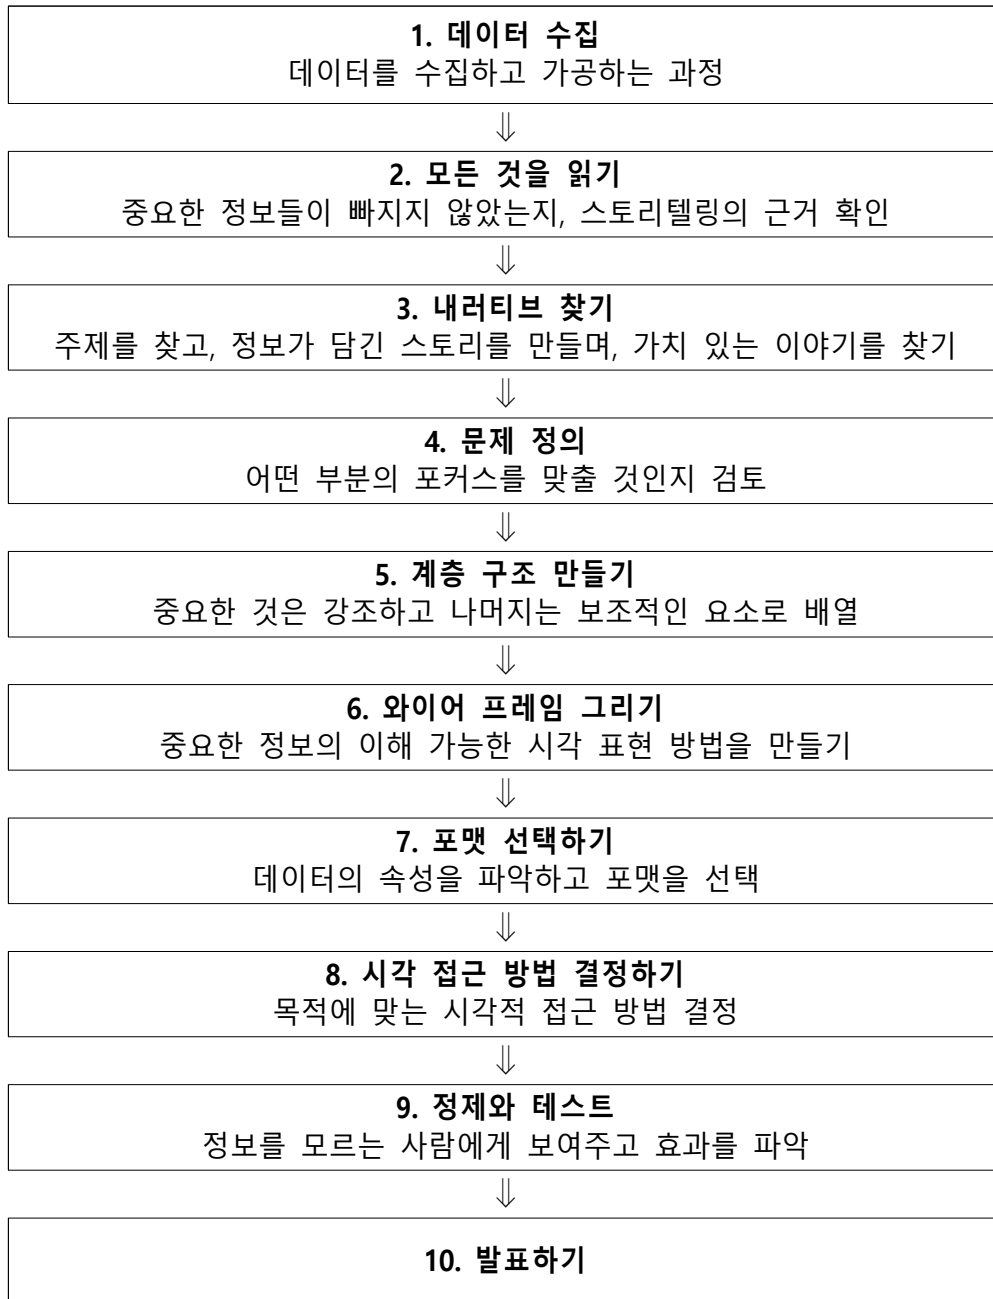 1. 데이터 수집
데이터를 수집하고 가공하는 과정
⇓
2. 모든 것을 읽기
중요한 정보들이 빠지지 않았는지, 스토리텔링의 근거 확인
⇓
3. 내러티브 찾기
주제를 찾고, 정보가 담긴 스토리를 만들며, 가치 있는 이야기를 찾기
⇓
4. 문제 정의
어떤 부분의 포커스를 맞출 것인지 검토
⇓
5. 계층 구조 만들기
중요한 것은 강조하고 나머지는 보조적인 요소로 배열
⇓
6. 와이어 프레임 그리기
중요한 정보의 이해 가능한 시각 표현 방법을 만들기
⇓
7. 포맷 선택하기
데이터의 속성을 파악하고 포맷을 선택
⇓
8. 시각 접근 방법 결정하기
목적에 맞는 시각적 접근 방법 결정
⇓
9. 정제와 테스트
정보를 모르는 사람에게 보여주고 효과를 파악
⇓
10. 발표하기